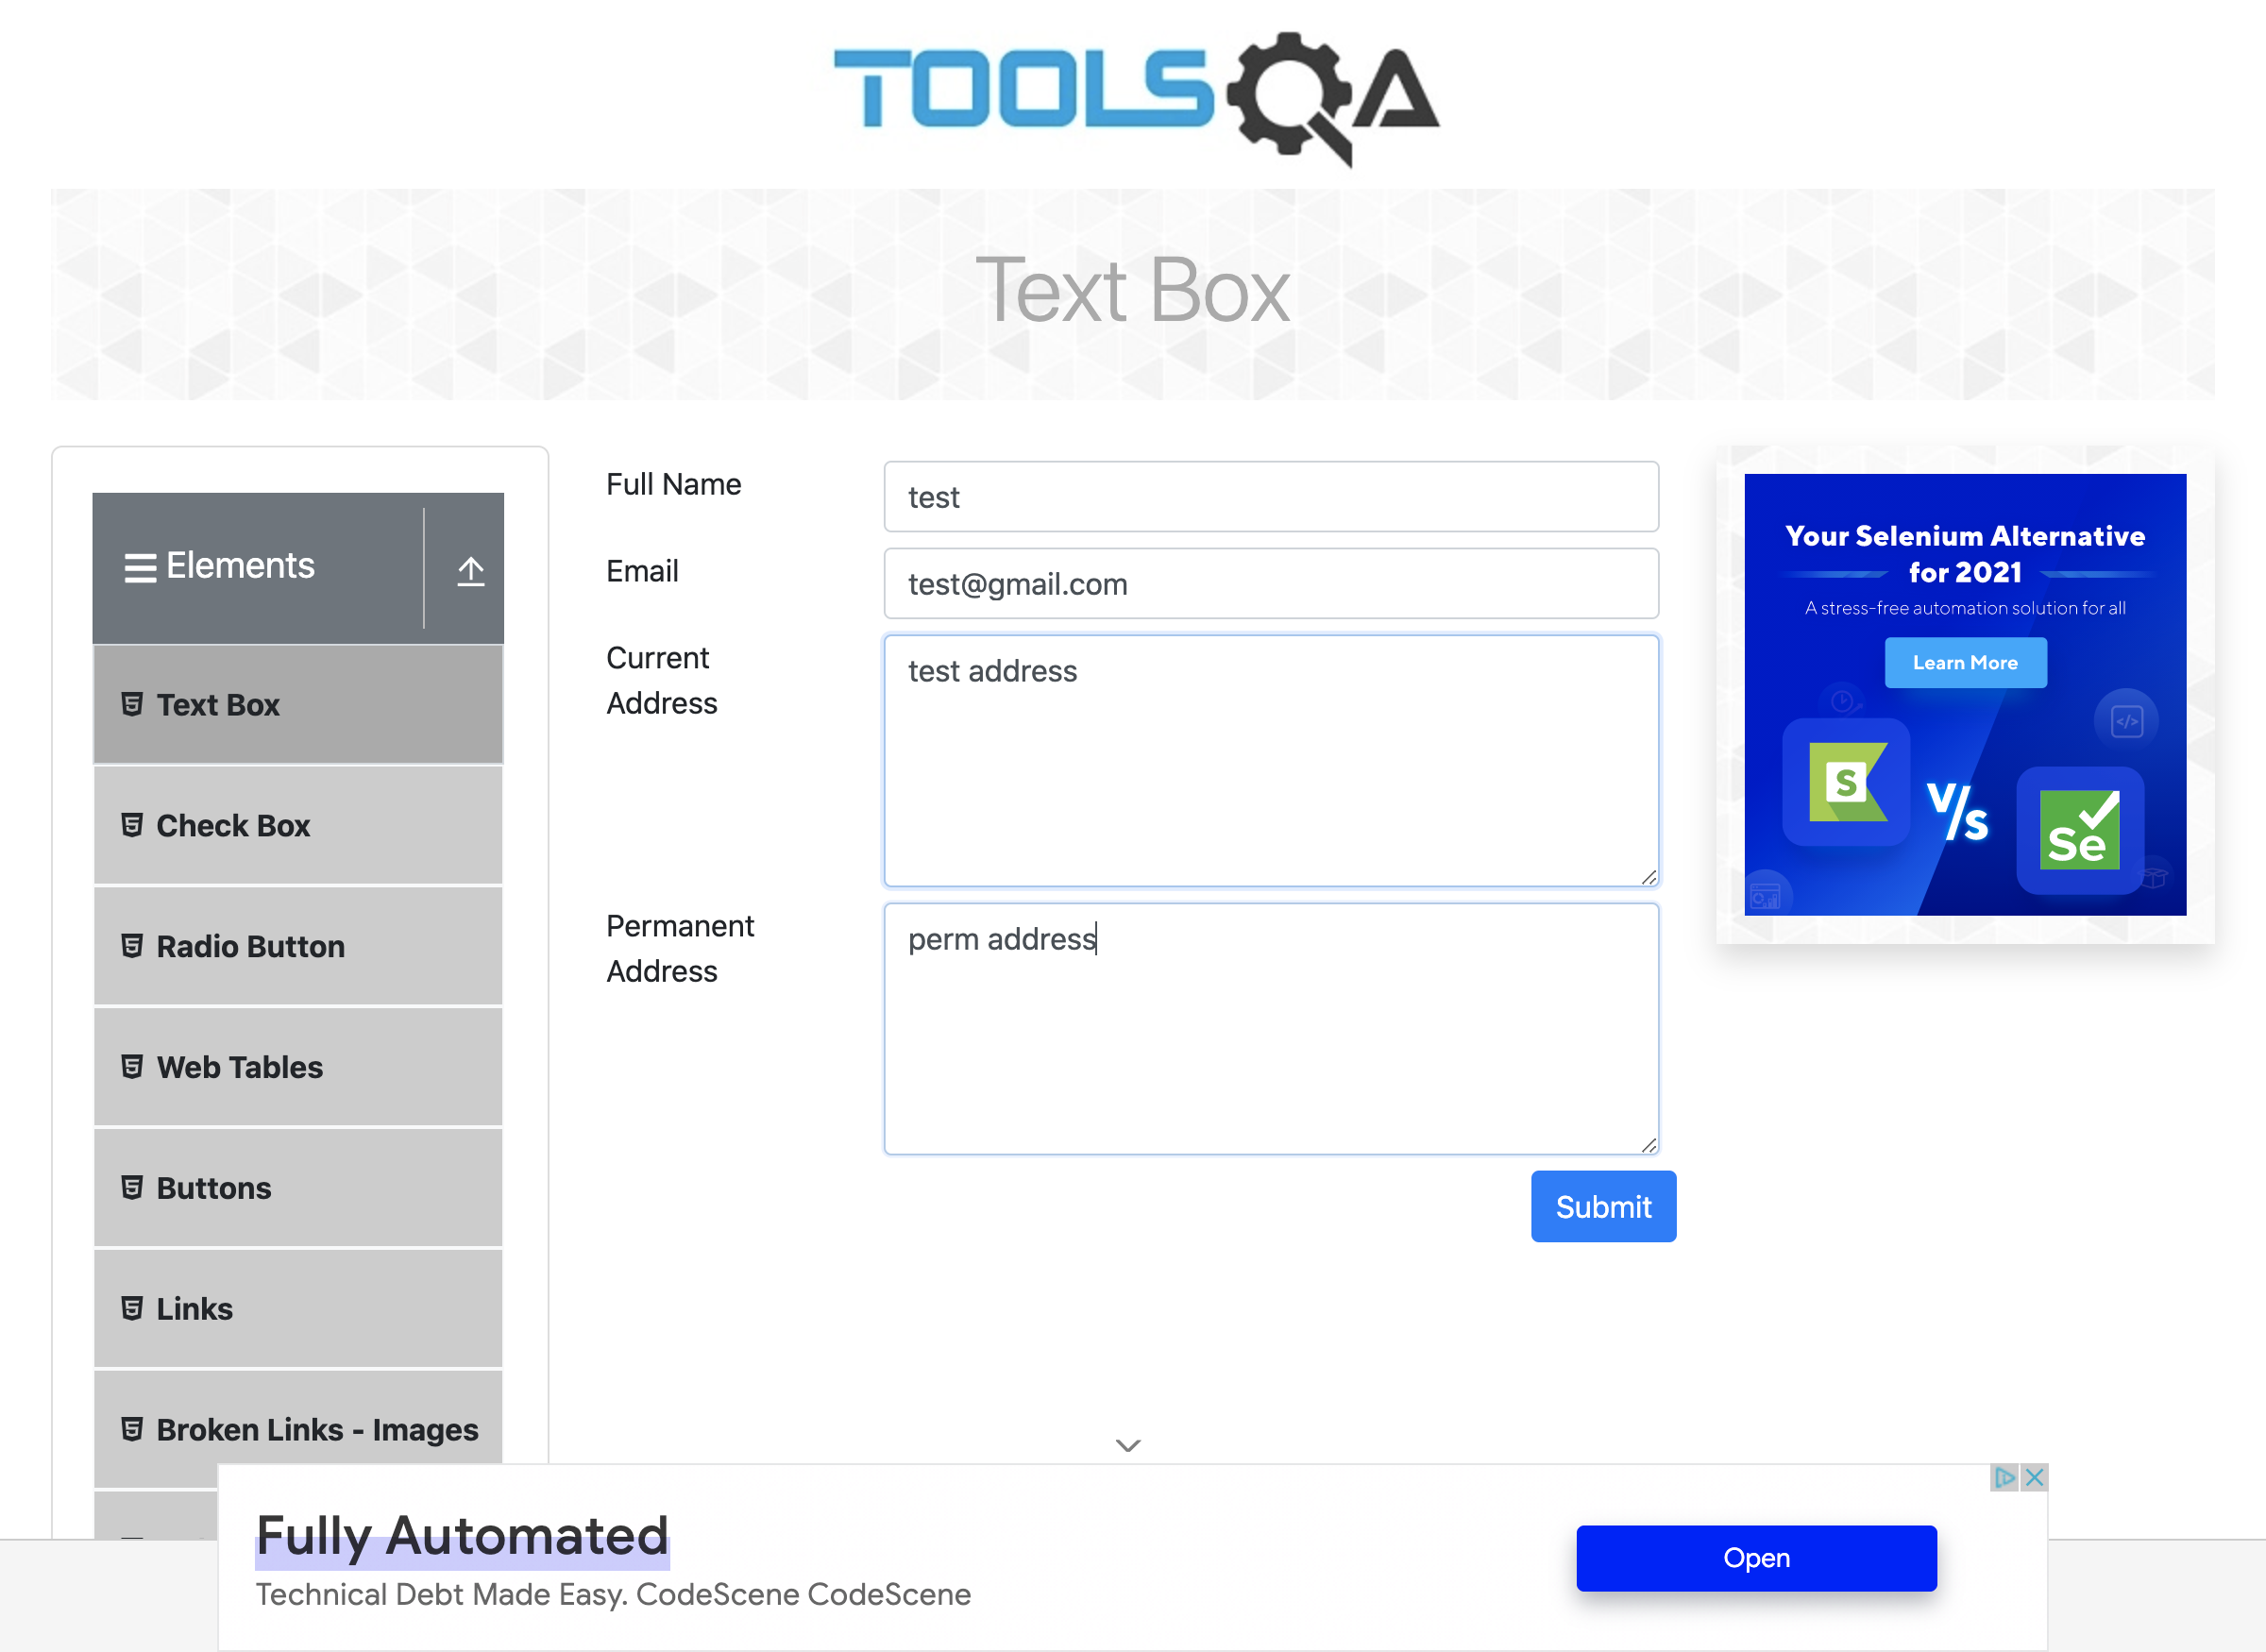 TOOLSQA
Text Box
Elements
Text Box
Check Box
Radio Button
Web Tables
Buttons
Links
Broken Links - Images
Full Name
test
Email
test@gmail.com
Current
Address
test address
Permanent
Address
perm address
Submit
Your Selenium Alternative
for 2021
A stress-free automation solution for all
Learn More
</>
S
V/s
Se
Fully Automated
Technical Debt Made Easy. CodeScene CodeScene
Open